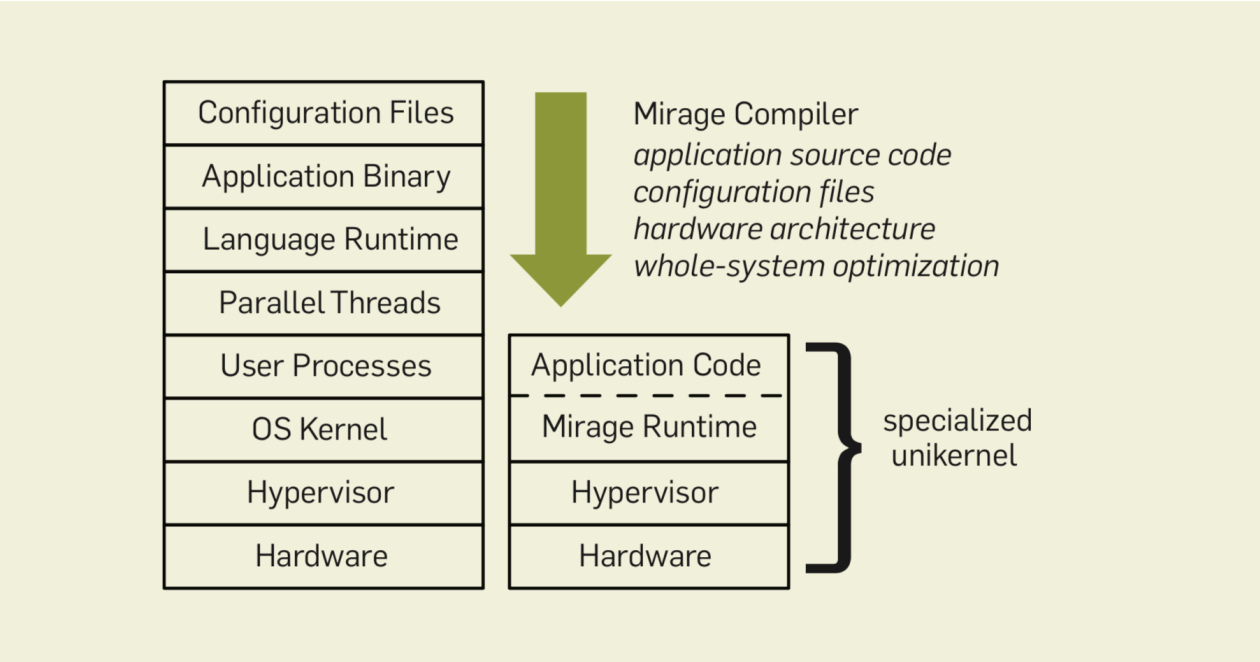 Configuration Files
Application Binary
Language Runtime
Parallel Threads
User Processes
OS Kernel
Hypervisor
Hardware
Mirage Compiler
application source code
configuration files
hardware architecture
whole-system optimization
Application Code
Mirage Runtime
Hypervisor
Hardware
specialized
unikernel